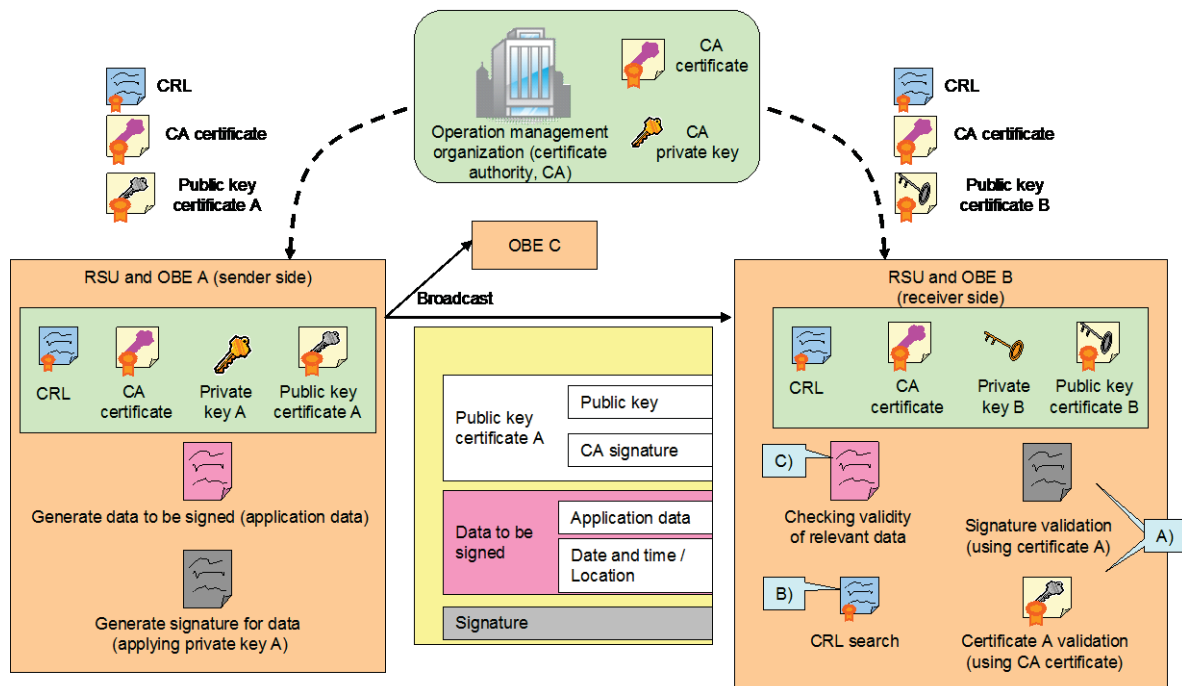 CA
certificate
Operation management
organization (certificate
authority, CA)
CA
private key
CRL
CA certificate
Public key
certificate A
CRL
CA certificate
Public key
certificate B
OBE C
Broadcast
RSU and OBE A (sender side)
CRL
CA
certificate
Private
key A
Public key
certificate A
Generate data to be signed (application data)
Generate signature for data
(applying private key A)
Public key
certificate A
Public key
CA signature
Data to be
signed
Application data
Date and time /
Location
Signature
RSU and OBE B
(receiver side)
CRL
CA
certificate
Private
key B
Public key
certificate B
C)
Checking validity
of relevant data
Signature validation
(using certificate A)
A)
B)
CRL search
Certificate A validation
(using CA certificate)